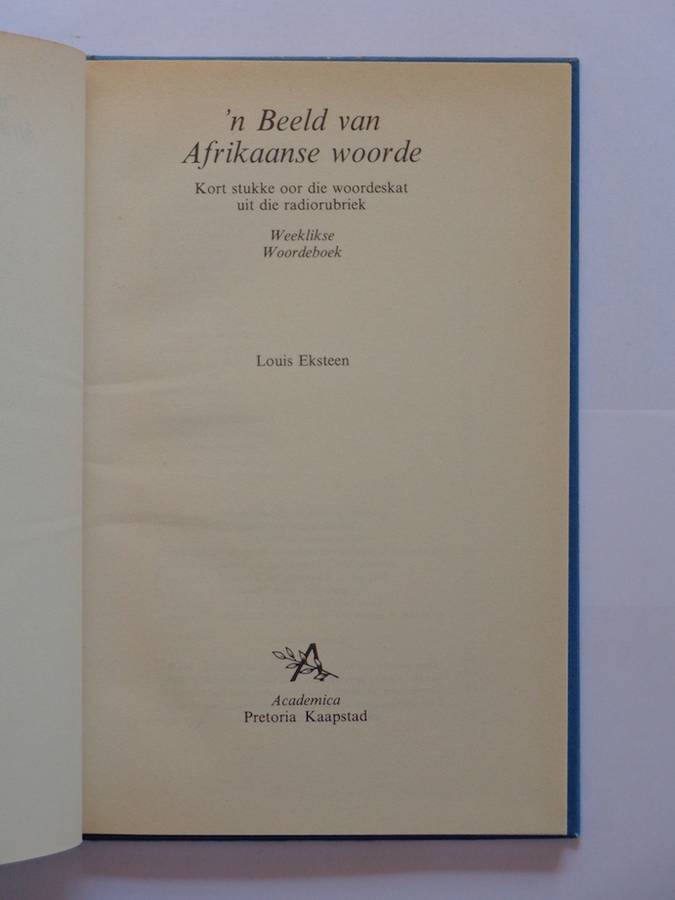 'n Beeld van
Afrikaanse woorde
Kort stukke oor die woordeskat
uit die radiorubriek
Weeklikse
Woordeboek
Louis Eksteen
A
Academica
Pretoria Kaapstad